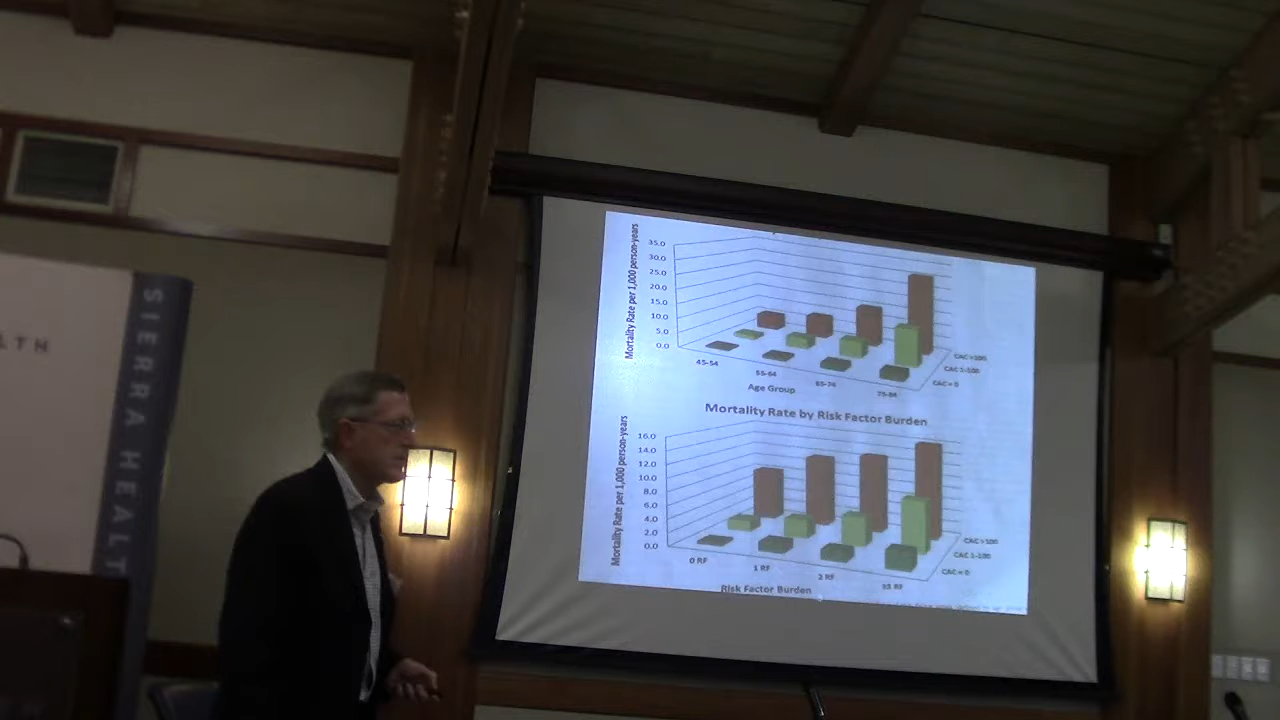 LTH
SIERRA HEALT
Mortality Rate per 1,000 person-years
35.0
30.0
25.0
20.0
15.0
10.0
5.0
0.0
45-54
55-64
65-74
75-84
Age Group
CAC >100
CAC 1-100
CAC = 0
Mortality Rate by Risk Factor Burden
Mortality Rate per 1,000 person-years
16.0
14.0
12.0
10.0
8.0
6.0
4.0
2.0
0.0
0 RF
1 RF
2 RF
≥3 RF
Risk Factor Burden
CAC >100
CAC 1-100
CAC = 0